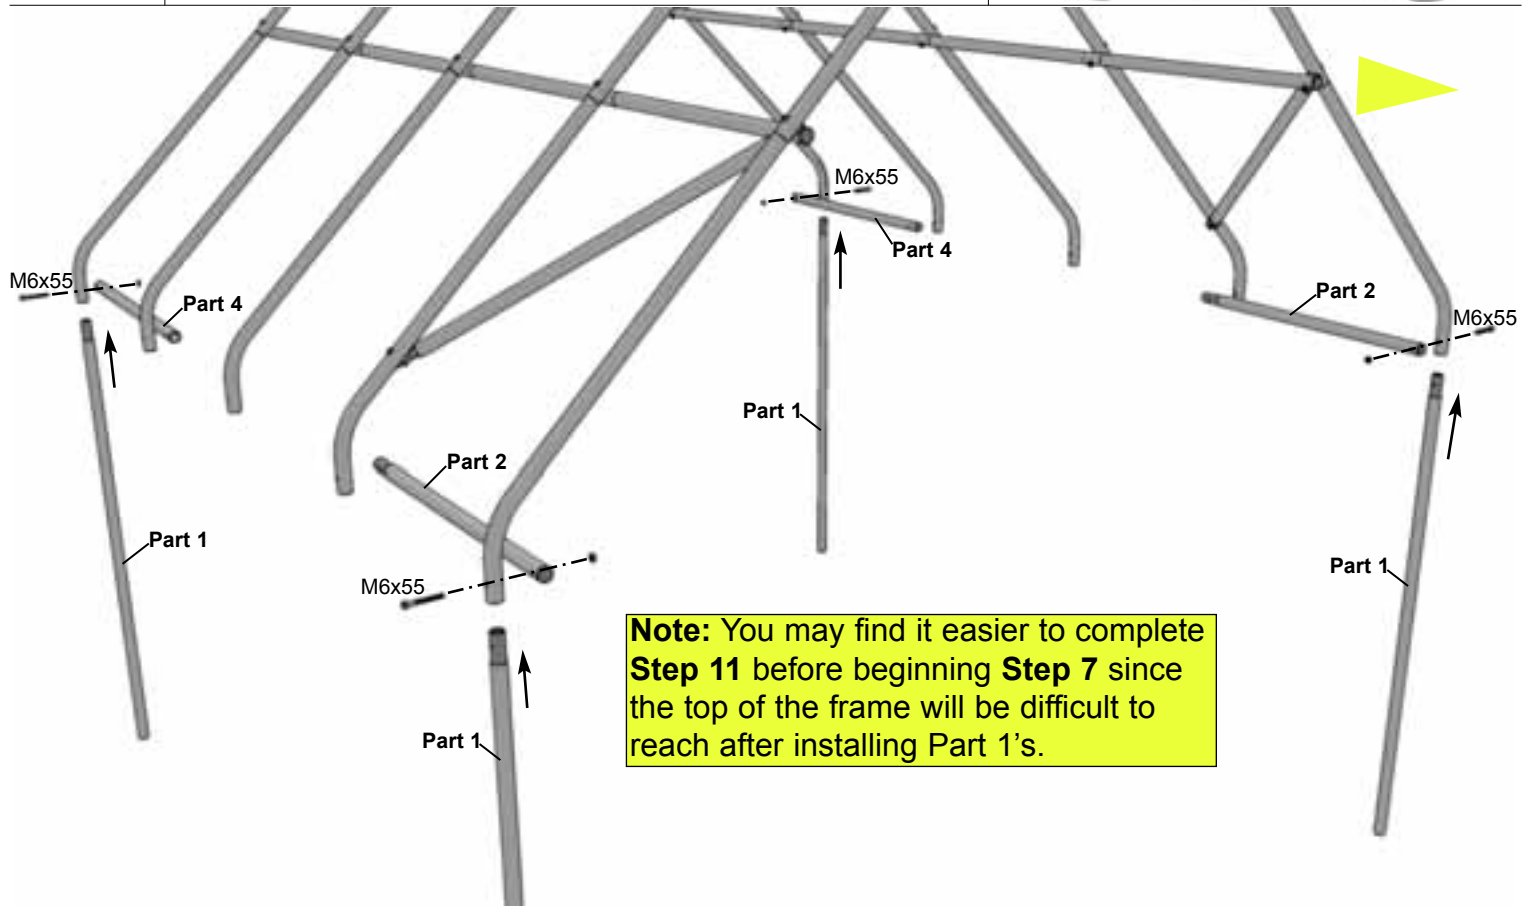 M6x55
Part 4
M6x55
Part 4
Part 2
M6x55
Part 2
Part 1
Part 1
Part 1
M6x55
Note: You may find it easier to complete
Step 11 before beginning Step 7 since
the top of the frame will be difficult to
reach after installing Part 1’s.
Part 1